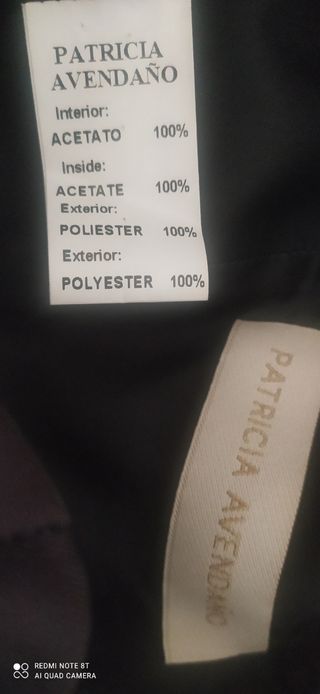 PATRICIA
AVENDAÑO
Interior:
ACETATO 100%
Inside:
ACETATE 100%
Exterior:
POLIESTER 100%
Exterior:
POLYESTER 100%
PATRICIA AVENDAÑO
REDMI NOTE 8T
AI QUAD CAMERA